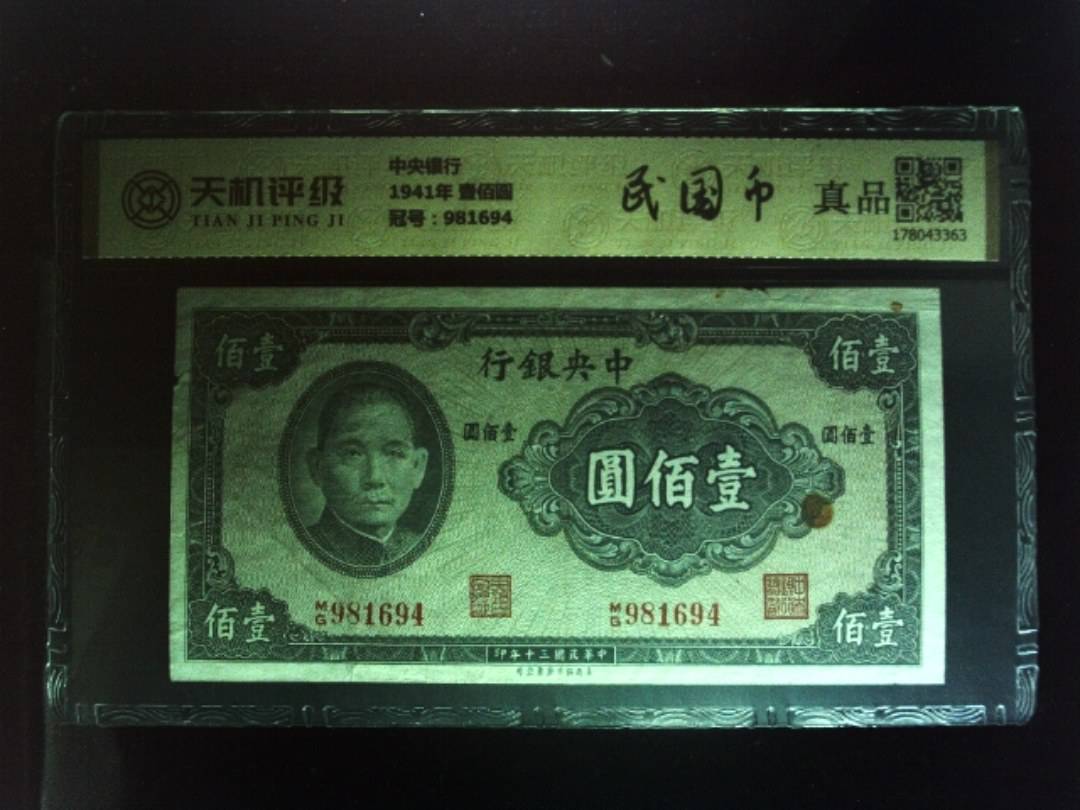 天机评级
TIAN JI PING JI
中央银行
1941年 壹佰圆
冠号：981694
民国币
真品
178043363
佰壹
行銀央中
佰壹
圓佰壹
圓佰壹
圓佰壹
M/G 981694
M/G 981694
佰壹
佰壹
印年十三國民華中